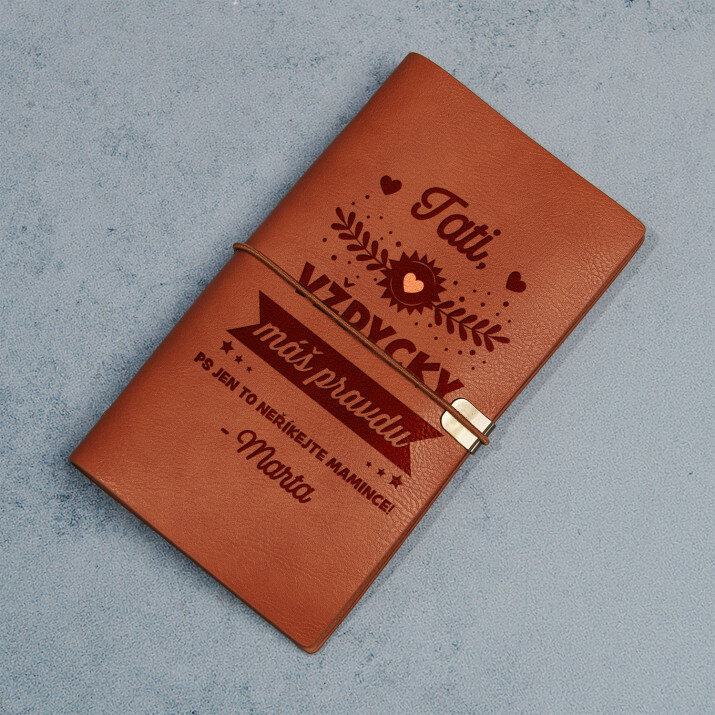 Tati,
VŽDYCKY
máš pravdu
PS JEN TO NEŘÍKEJTE MAMINCE!
- Marta